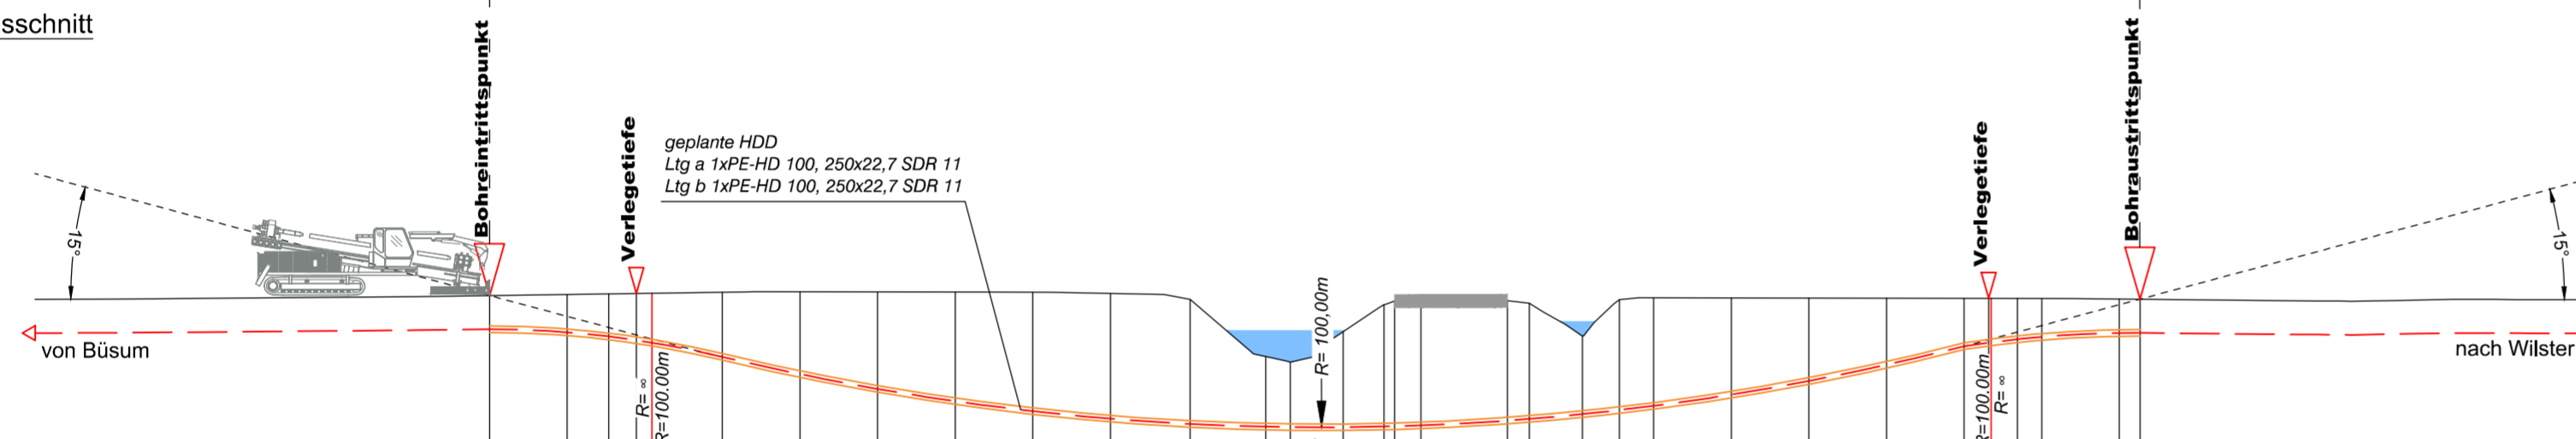 sschnitt
Bohreintrittspunkt
Verlegetiefe
geplante HDD
Ltg a 1xPE-HD 100, 250x22,7 SDR 11
Ltg b 1xPE-HD 100, 250x22,7 SDR 11
Verlegetiefe
Bohraustrittspunkt
15°
15°
von Büsum
R= ∞
R=100.00m
R= 100,00m
R=100.00m
R= ∞
nach Wilster